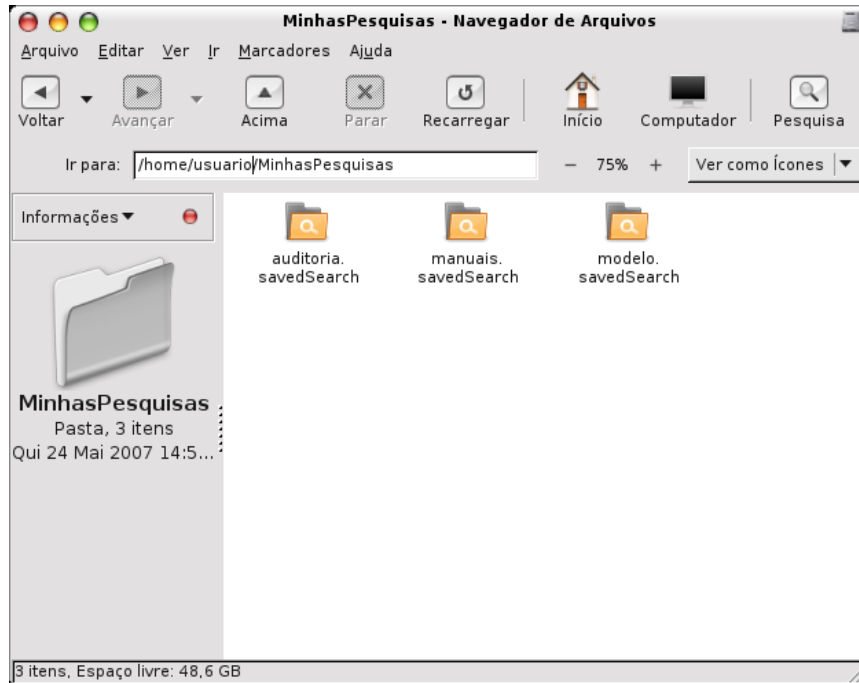 MinhasPesquisas - Navegador de Arquivos
Arquivo Editar Ver Ir Marcadores Ajuda
Voltar Avançar Acima Parar Recarregar Início Computador Pesquisa
Ir para: /home/usuario/MinhasPesquisas − 75% + Ver como Ícones
Informações
auditoria.
savedSearch
manuais.
savedSearch
modelo.
savedSearch
MinhasPesquisas
Pasta, 3 itens
Qui 24 Mai 2007 14:5...
3 itens, Espaço livre: 48,6 GB